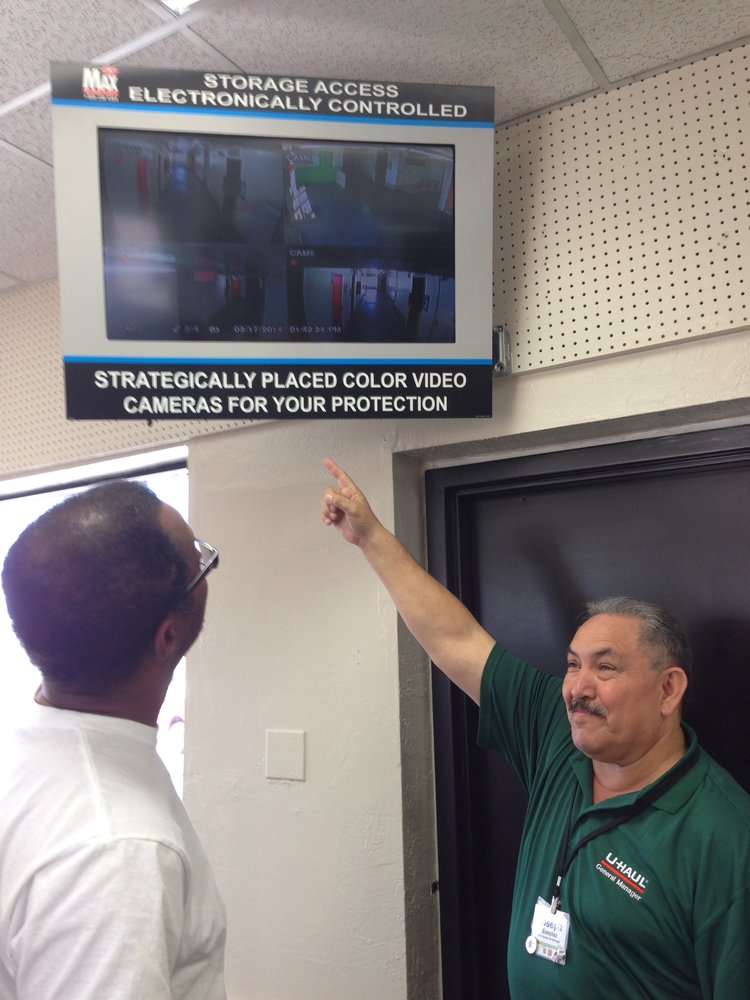 MAX
STORAGE ACCESS
ELECTRONICALLY CONTROLLED
CAM6
03/17/2014 01:42:34 PM
STRATEGICALLY PLACED COLOR VIDEO
CAMERAS FOR YOUR PROTECTION
U-HAUL®
General Manager